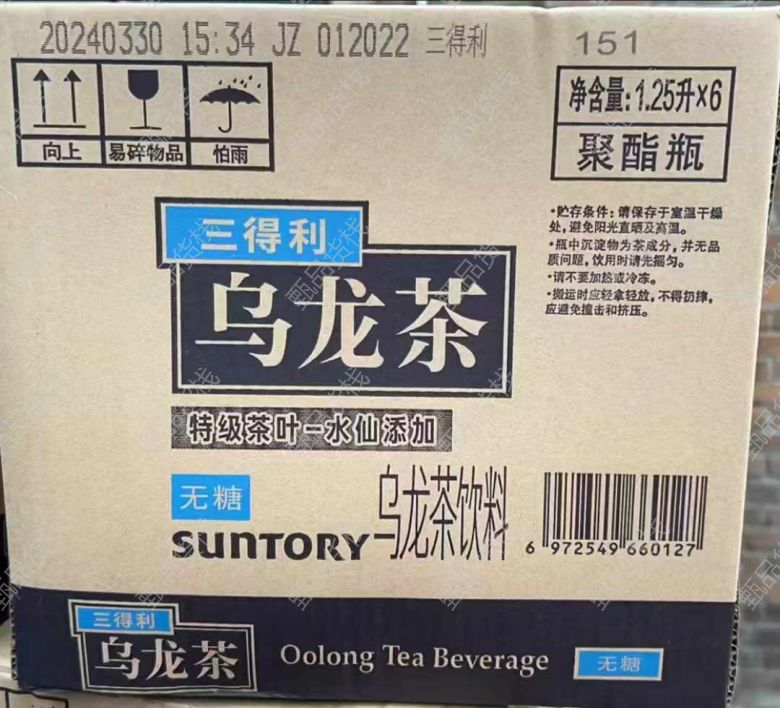 20240330 15:34 JZ 012022 三得利 151
向上
易碎物品
怕雨
净含量:1.25升×6
聚酯瓶
•贮存条件:请保存于室温干燥
处,避免阳光直晒及高温。
•瓶中沉淀物为茶成分,并无品
质问题,饮用时请先摇匀。
•请不要加热或冷冻。
•搬运时应轻拿轻放,不得扔摔,
应避免撞击和挤压。
三得利
乌龙茶
特级茶叶-水仙添加
无糖
SUNTORY
乌龙茶饮料
6 972549 660127
三得利
乌龙茶
Oolong Tea Beverage
无糖
甄品货栈